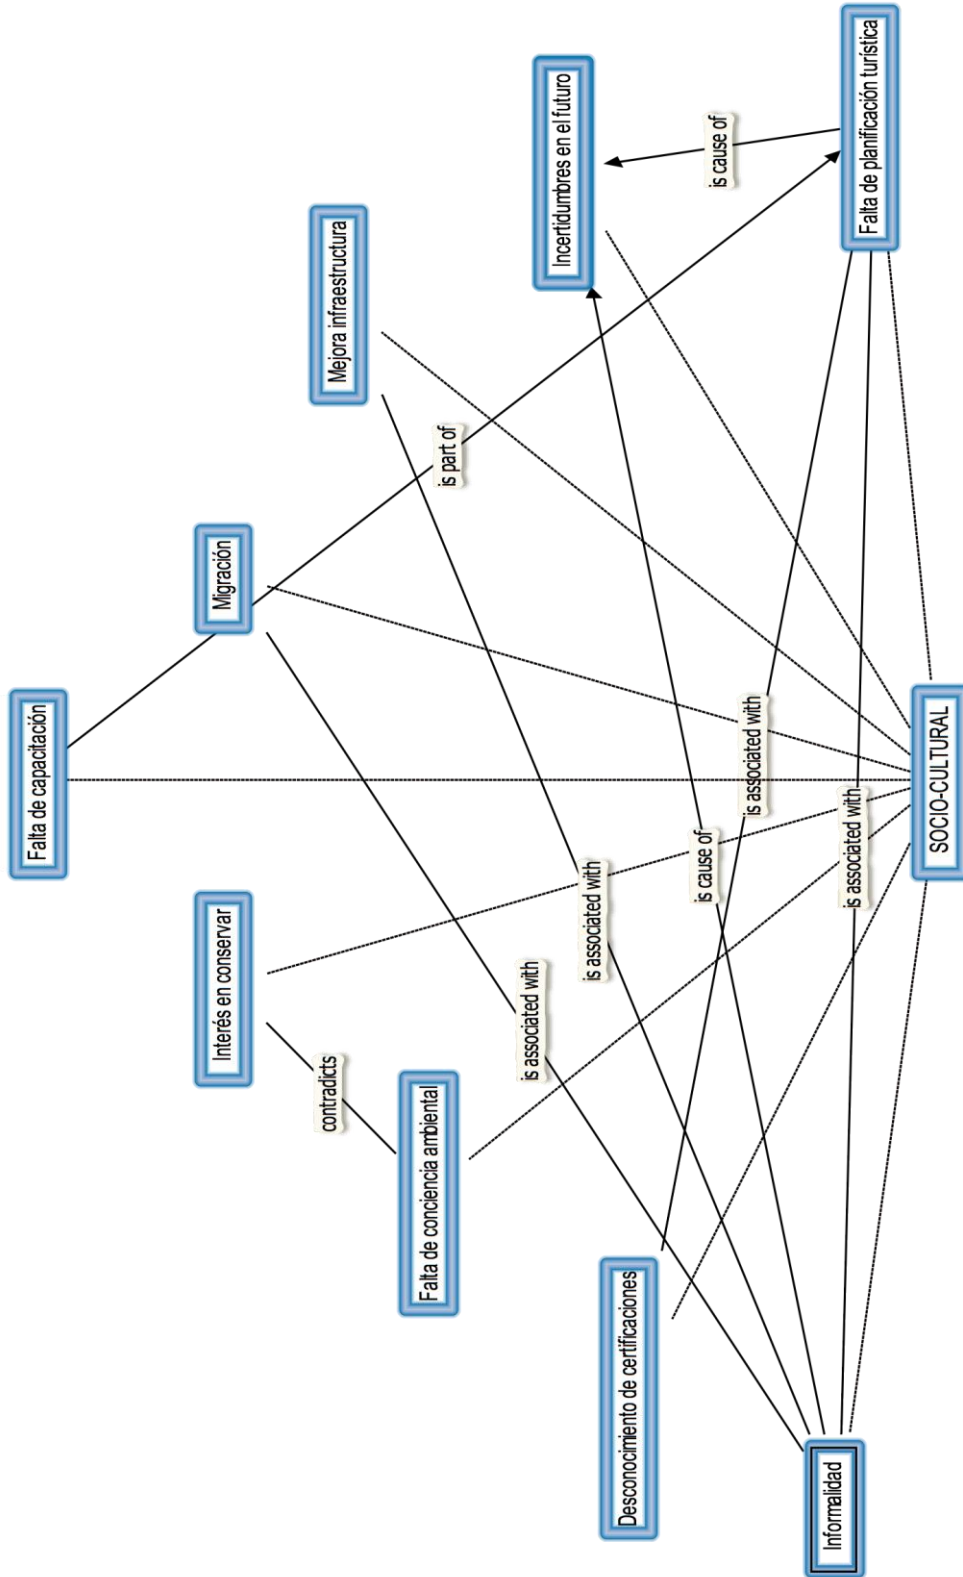 Falta de capacitación
Interés en conservar
Migración
contradicts
Falta de conciencia ambiental
Mejora infraestructura
is part of
is associated with
is associated with
Desconocimiento de certificaciones
Incertidumbres en el futuro
is cause of
is associated with
is cause of
Informalidad
is associated with
Falta de planificación turística
SOCIO-CULTURAL